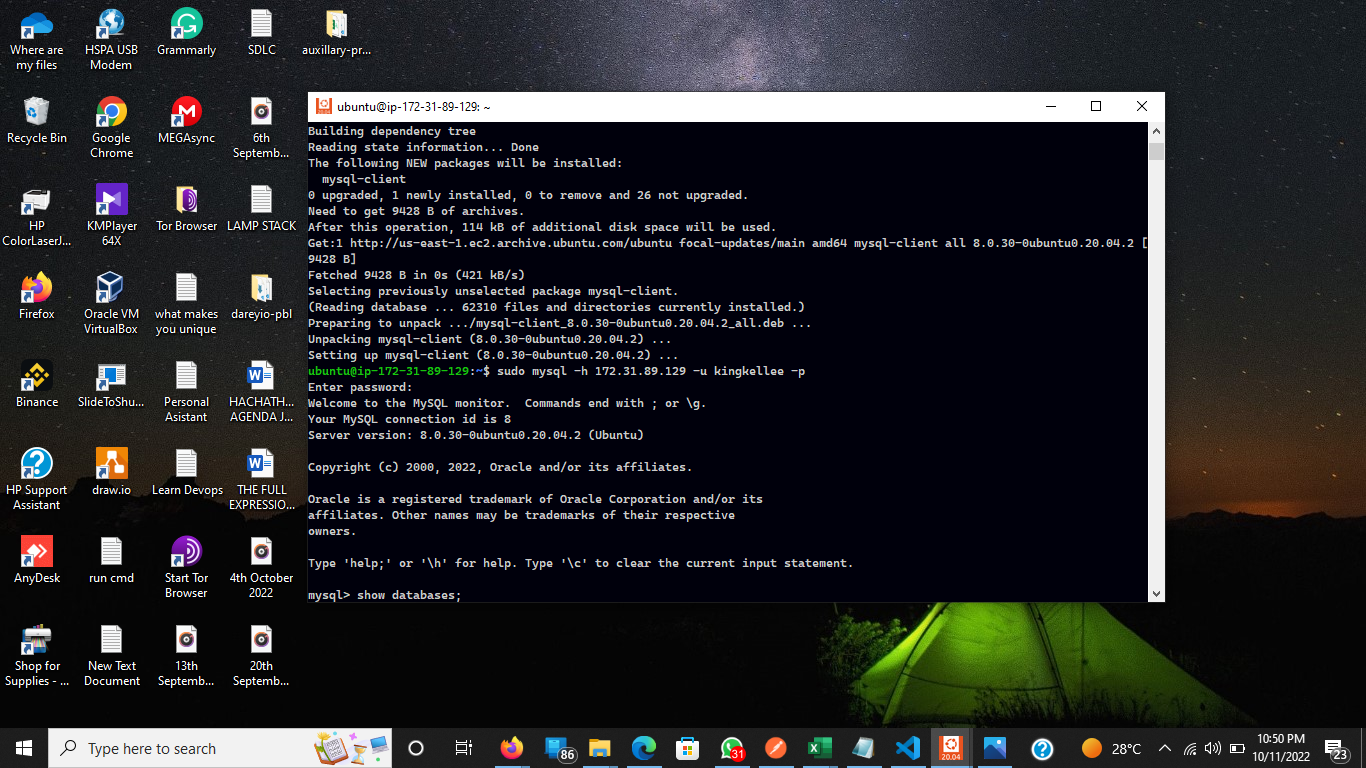 Where are
my files
HSPA USB
Modem
Grammarly
SDLC
auxillary-pr...
Recycle Bin
Google
Chrome
MEGAsync
6th
Septemb...
HP
ColorLaserJ...
KMPlayer
64X
Tor Browser
LAMP STACK
Firefox
Oracle VM
VirtualBox
what makes
you unique
dareyio-pbl
Binance
SlideToShu...
Personal
Asistant
HACHATH...
AGENDA J...
HP Support
Assistant
draw.io
Learn Devops
THE FULL
EXPRESSIO...
AnyDesk
run cmd
Start Tor
Browser
4th October
2022
Shop for
Supplies - ...
New Text
Document
13th
Septemb...
20th
Septemb...
ubuntu@ip-172-31-89-129: ~
Building dependency tree
Reading state information... Done
The following NEW packages will be installed:
mysql-client
0 upgraded, 1 newly installed, 0 to remove and 26 not upgraded.
Need to get 9428 B of archives.
After this operation, 114 kB of additional disk space will be used.
Get:1 http://us-east-1.ec2.archive.ubuntu.com/ubuntu focal-updates/main amd64 mysql-client all 8.0.30-0ubuntu0.20.04.2 [
9428 B]
Fetched 9428 B in 0s (421 kB/s)
Selecting previously unselected package mysql-client.
(Reading database ... 62310 files and directories currently installed.)
Preparing to unpack .../mysql-client_8.0.30-0ubuntu0.20.04.2_all.deb ...
Unpacking mysql-client (8.0.30-0ubuntu0.20.04.2) ...
Setting up mysql-client (8.0.30-0ubuntu0.20.04.2) ...
ubuntu@ip-172-31-89-129:~$ sudo mysql -h 172.31.89.129 -u kingkellee -p
Enter password:
Welcome to the MySQL monitor.  Commands end with ; or \g.
Your MySQL connection id is 8
Server version: 8.0.30-0ubuntu0.20.04.2 (Ubuntu)
Copyright (c) 2000, 2022, Oracle and/or its affiliates.
Oracle is a registered trademark of Oracle Corporation and/or its
affiliates. Other names may be trademarks of their respective
owners.
Type 'help;' or '\h' for help. Type '\c' to clear the current input statement.
mysql> show databases;
Type here to search
86
31
20.04
28°C
10:50 PM
10/11/2022
23